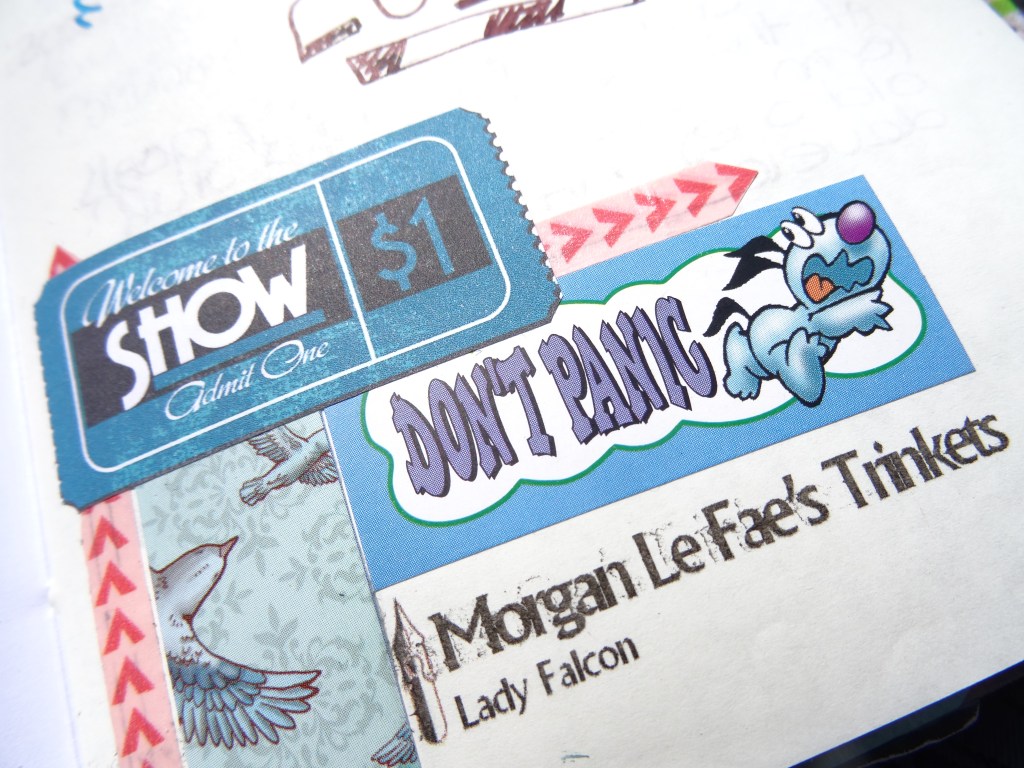 Welcome to the
SHOW
Admit One
$1
DON'T PANIC
Morgan Le Fae's Trinkets
Lady Falcon